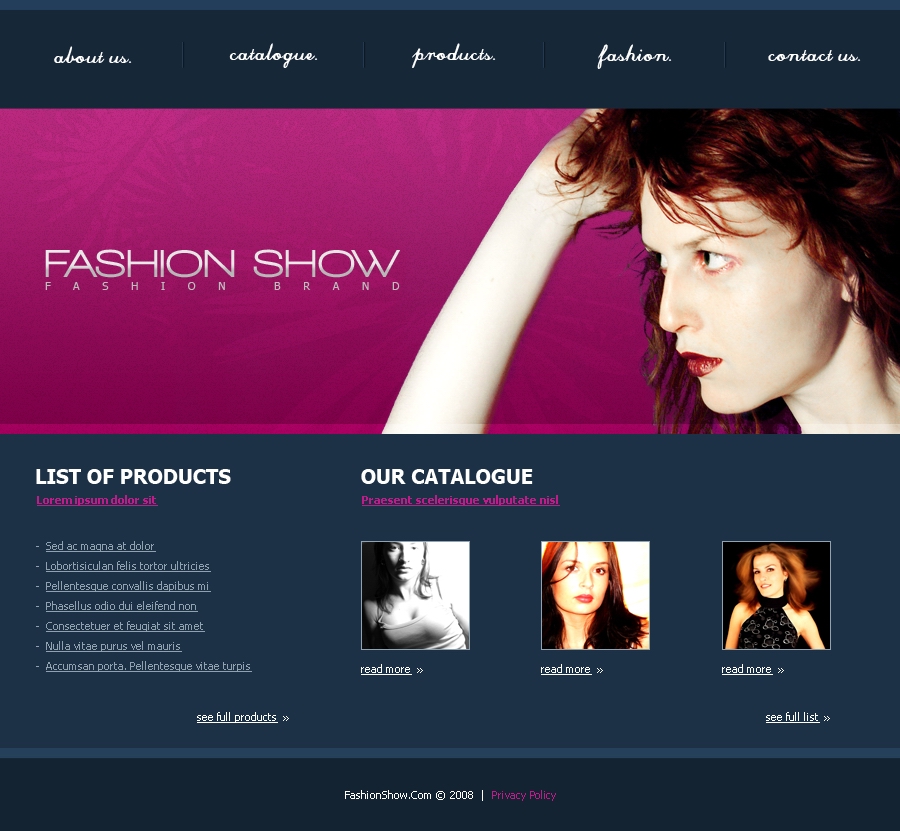 about us.
catalogue.
products.
fashion.
contact us.
FASHION SHOW
FASHION BRAND
LIST OF PRODUCTS
Lorem ipsum dolor sit
- Sed ac magna at dolor
- Lobortisiculan felis tortor ultricies
- Pellentesque convallis dapibus mi
- Phasellus odio dui eleifend non
- Consectetuer et feugiat sit amet
- Nulla vitae purus vel mauris
- Accumsan porta. Pellentesque vitae turpis
see full products »
OUR CATALOGUE
Praesent scelerisque vulputate nisl
read more »
read more »
read more »
see full list »
FashionShow.Com © 2008 | Privacy Policy